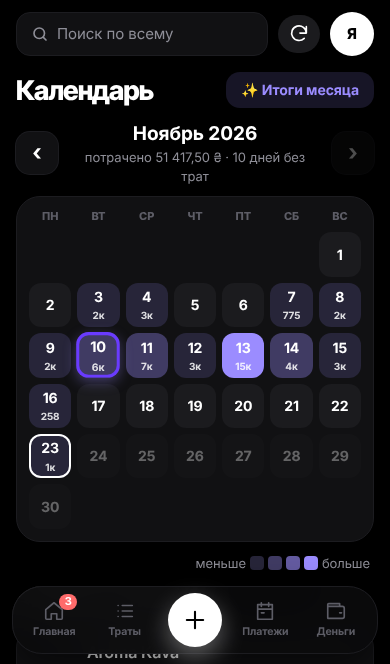 Поиск по всему
Я
Календарь
✨ Итоги месяца
‹
Ноябрь 2026
потрачено 51 417,50 ₴ · 10 дней без
трат
›
ПН ВТ СР ЧТ ПТ СБ ВС
1
2 3 4 5 6 7 8
2к 3к 775 2к
9 10 11 12 13 14 15
2к 6к 7к 3к 15к 4к 3к
16 17 18 19 20 21 22
258
23 24 25 26 27 28 29
1к
30
меньше больше
3
+
Главная Траты Платежи Деньги
Aroma Kava